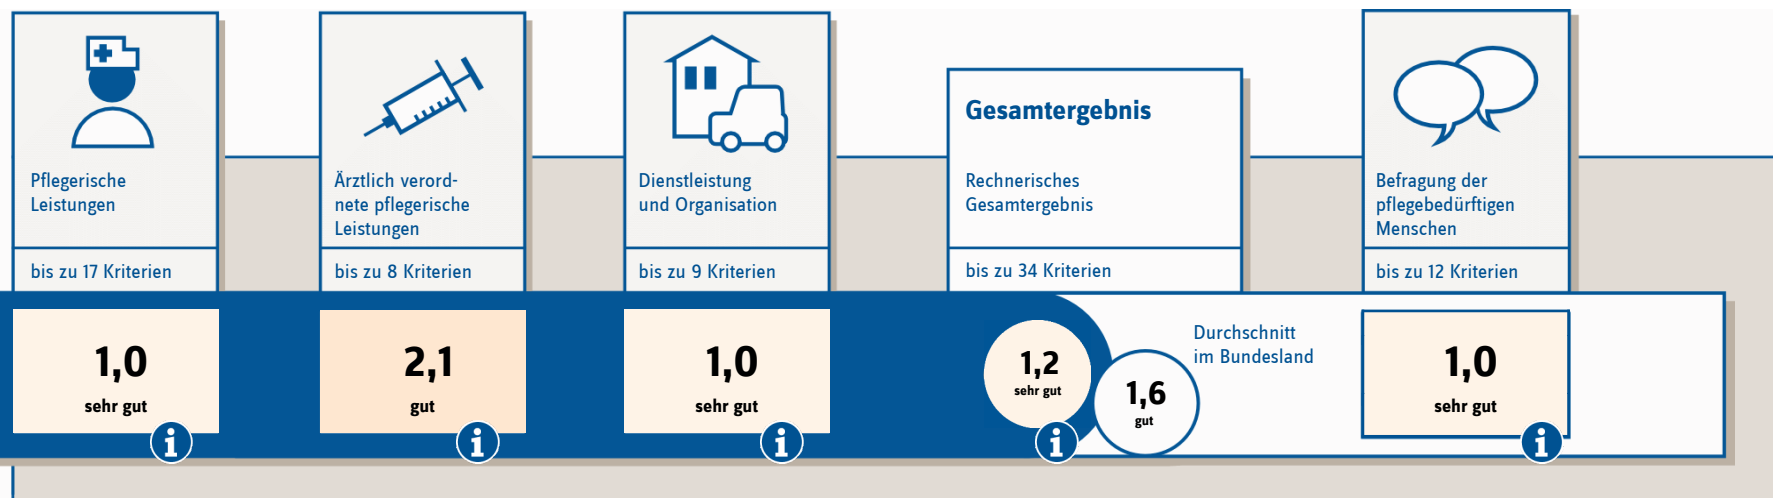 Pflegerische
Leistungen
bis zu 17 Kriterien
1,0
sehr gut
i
Ärztlich verord-
nete pflegerische
Leistungen
bis zu 8 Kriterien
2,1
gut
i
Dienstleistung
und Organisation
bis zu 9 Kriterien
1,0
sehr gut
i
Gesamtergebnis
Rechnerisches
Gesamtergebnis
bis zu 34 Kriterien
1,2
sehr gut
i
1,6
gut
Durchschnitt
im Bundesland
Befragung der
pflegebedürftigen
Menschen
bis zu 12 Kriterien
1,0
sehr gut
i